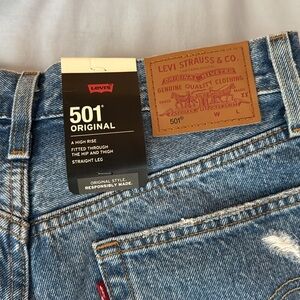 Levi's
501®
ORIGINAL
A HIGH RISE
FITTED THROUGH
THE HIP AND THIGH
STRAIGHT LEG
ORIGINAL STYLE.
RESPONSIBLY MADE.
LEVI STRAUSS & CO.
ORIGINAL RIVETED
QUALITY CLOTHING
501®
W